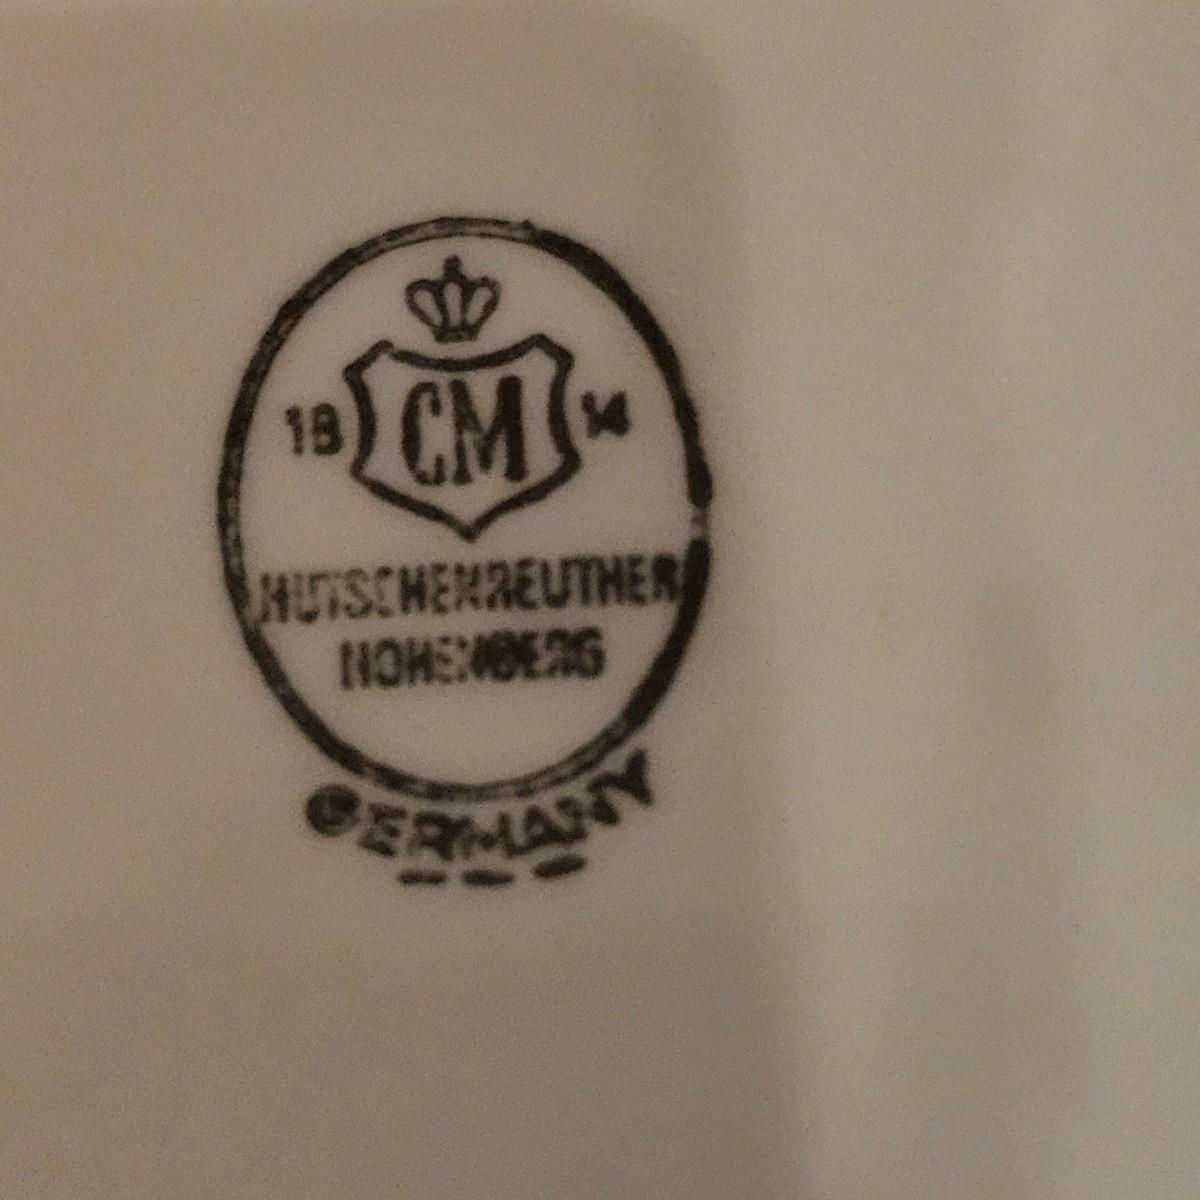 18 CM 14
HUTSCHENREUTHER
HOHENBERG
GERMANY